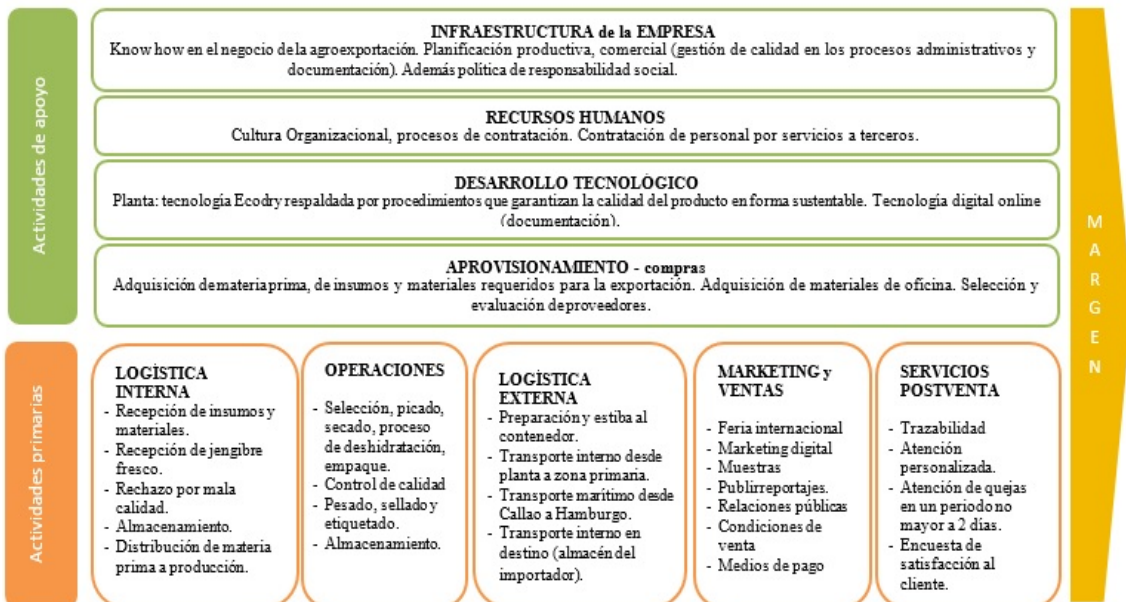 Actividades de apoyo
INFRAESTRUCTURA de la EMPRESA
Know how en el negocio de la agroexportación. Planificación productiva, comercial (gestión de calidad en los procesos administrativos y
documentación). Además política de responsabilidad social.
RECURSOS HUMANOS
Cultura Organizacional, procesos de contratación. Contratación de personal por servicios a terceros.
DESARROLLO TECNOLÓGICO
Planta: tecnología Ecodry respaldada por procedimientos que garantizan la calidad del producto en forma sustentable. Tecnología digital online
(documentación).
APROVISIONAMIENTO - compras
Adquisición de materia prima, de insumos y materiales requeridos para la exportación. Adquisición de materiales de oficina. Selección y
evaluación de proveedores.
MARGEN
Actividades primarias
LOGÍSTICA
INTERNA
- Recepción de insumos y
materiales.
- Recepción de jengibre
fresco.
- Rechazo por mala
calidad.
- Almacenamiento.
- Distribución de materia
prima a producción.
OPERACIONES
- Selección, picado,
secado, proceso
de deshidratación,
empaque.
- Control de calidad
- Pesado, sellado y
etiquetado.
- Almacenamiento.
LOGÍSTICA
EXTERNA
- Preparación y estiba al
contenedor.
- Transporte interno desde
planta a zona primaria.
- Transporte marítimo desde
Callao a Hamburgo.
- Transporte interno en
destino (almacén del
importador).
MARKETING y
VENTAS
- Feria internacional
- Marketing digital
- Muestras
- Publirreportajes.
- Relaciones públicas
- Condiciones de
venta
- Medios de pago
SERVICIOS
POSTVENTA
- Trazabilidad
- Atención
personalizada.
- Atención de quejas
en un periodo no
mayor a 2 días.
- Encuesta de
satisfacción al
cliente.